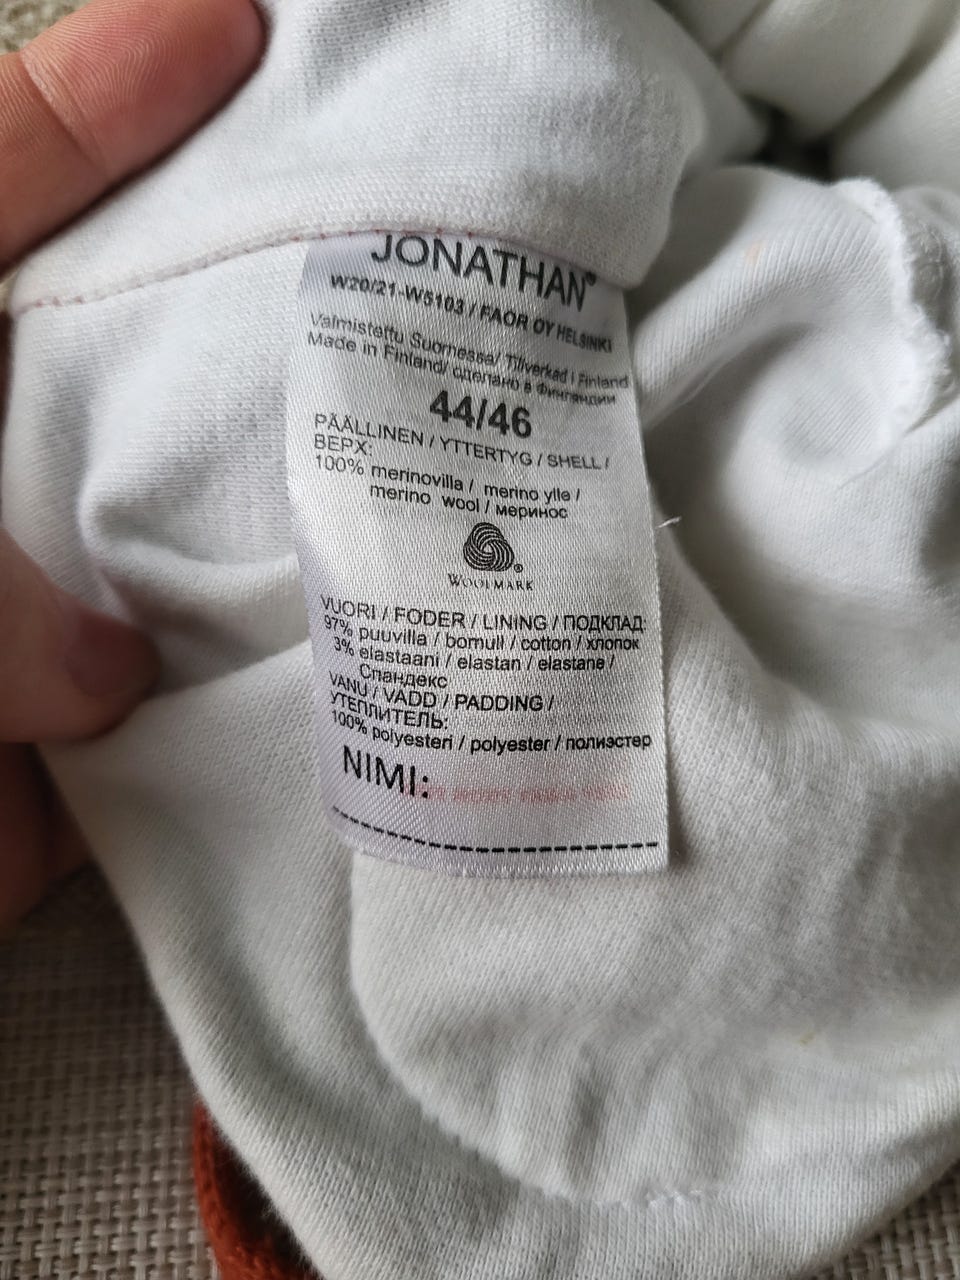 JONATHAN®
W20/21-W5103 / FAOR OY HELSINKI
Valmistettu Suomessa/ Tillverkad i Finland
Made in Finland/ сделано в Финляндии
44/46
PÄÄLLINEN / YTTERTYG / SHELL /
ВЕРХ:
100% merinovilla / merino ylle /
merino wool / меринос
®
WOOLMARK
VUORI / FODER / LINING / ПОДКЛАД:
97% puuvilla / bomull / cotton / хлопок
3% elastaani / elastan / elastane /
Спандекс
VANU / VADD / PADDING /
УТЕПЛИТЕЛЬ:
100% polyesteri / polyester / полиэстер
NIMI: